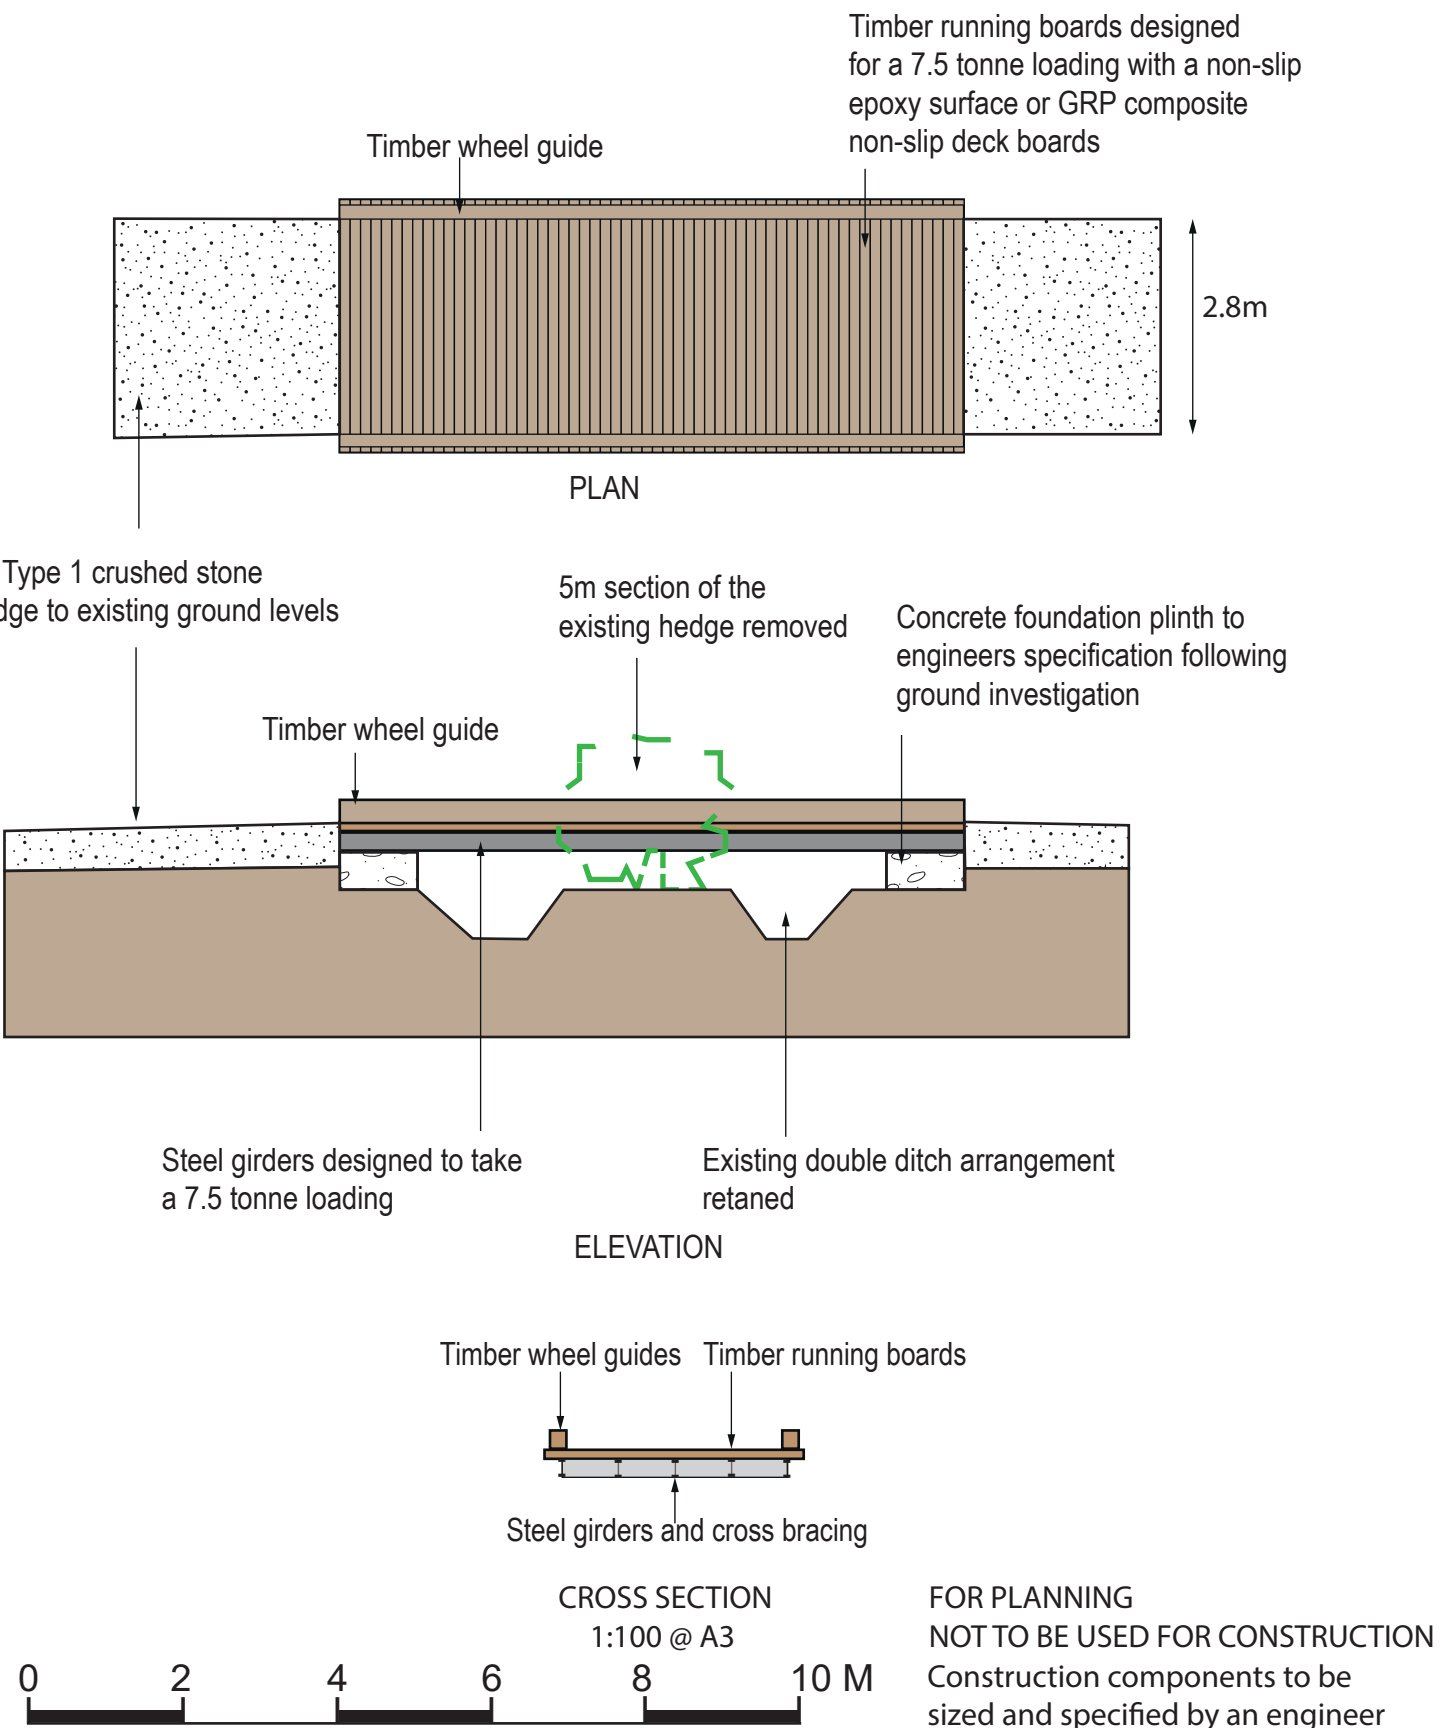 Timber running boards designed
for a 7.5 tonne loading with a non-slip
epoxy surface or GRP composite
non-slip deck boards
Timber wheel guide
2.8m
PLAN
Type 1 crushed stone
to existing ground levels
5m section of the
existing hedge removed
Concrete foundation plinth to
engineers specification following
ground investigation
Timber wheel guide
Steel girders designed to take
a 7.5 tonne loading
Existing double ditch arrangement
retaned
ELEVATION
Timber wheel guides
Timber running boards
Steel girders and cross bracing
CROSS SECTION
1:100 @ A3
FOR PLANNING
NOT TO BE USED FOR CONSTRUCTION
Construction components to be
sized and specified by an engineer
0 2 4 6 8 10 M